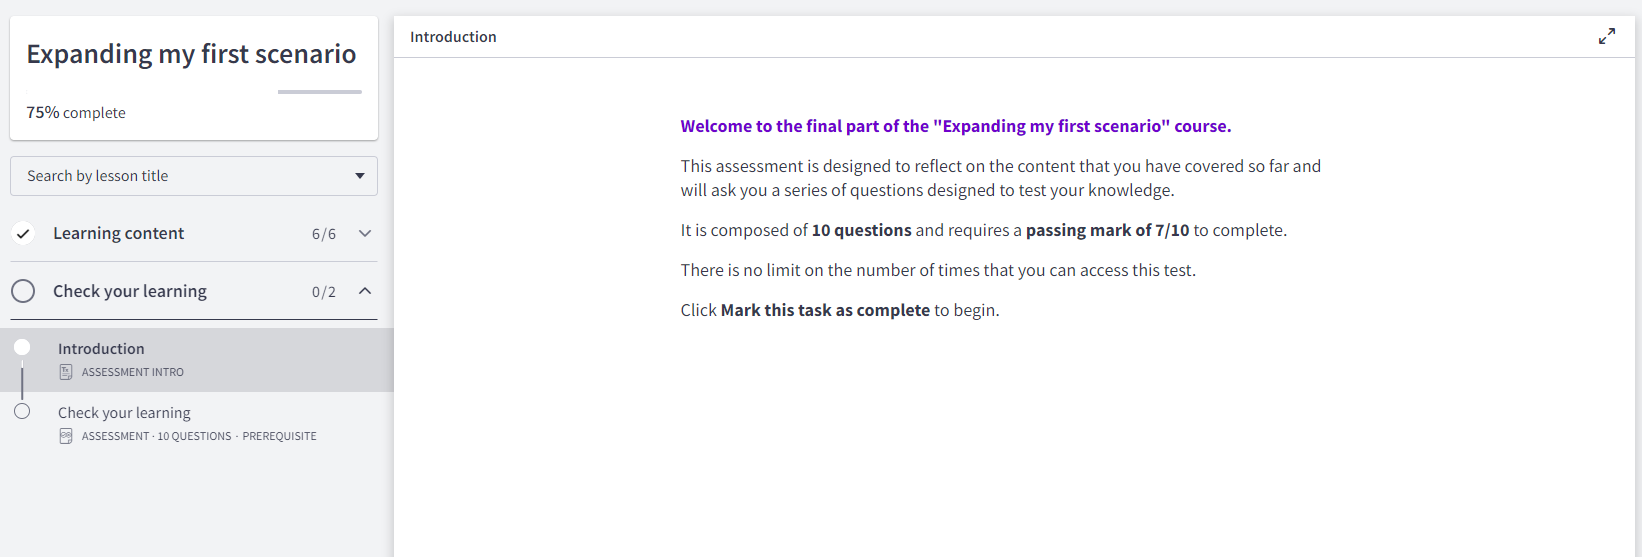 Expanding my first scenario
75% complete
Search by lesson title
Learning content 6/6
Check your learning 0/2
Introduction
ASSESSMENT INTRO
Check your learning
ASSESSMENT · 10 QUESTIONS · PREREQUISITE
Introduction
Welcome to the final part of the "Expanding my first scenario" course.
This assessment is designed to reflect on the content that you have covered so far and
will ask you a series of questions designed to test your knowledge.
It is composed of 10 questions and requires a passing mark of 7/10 to complete.
There is no limit on the number of times that you can access this test.
Click Mark this task as complete to begin.